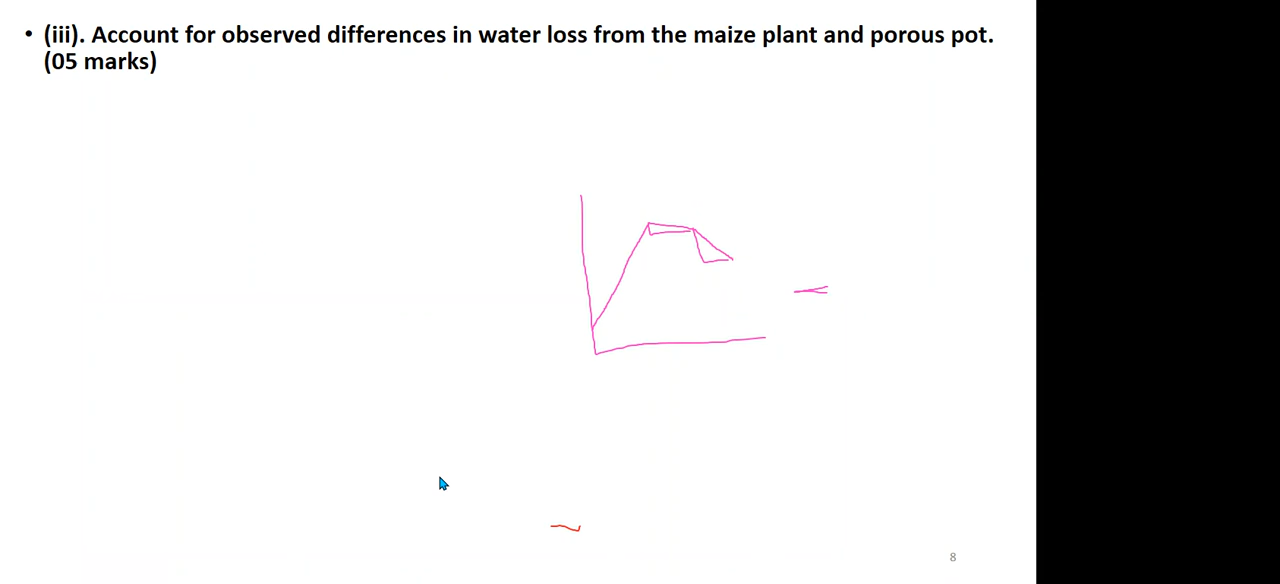 • (iii). Account for observed differences in water loss from the maize plant and porous pot.
(05 marks)
8